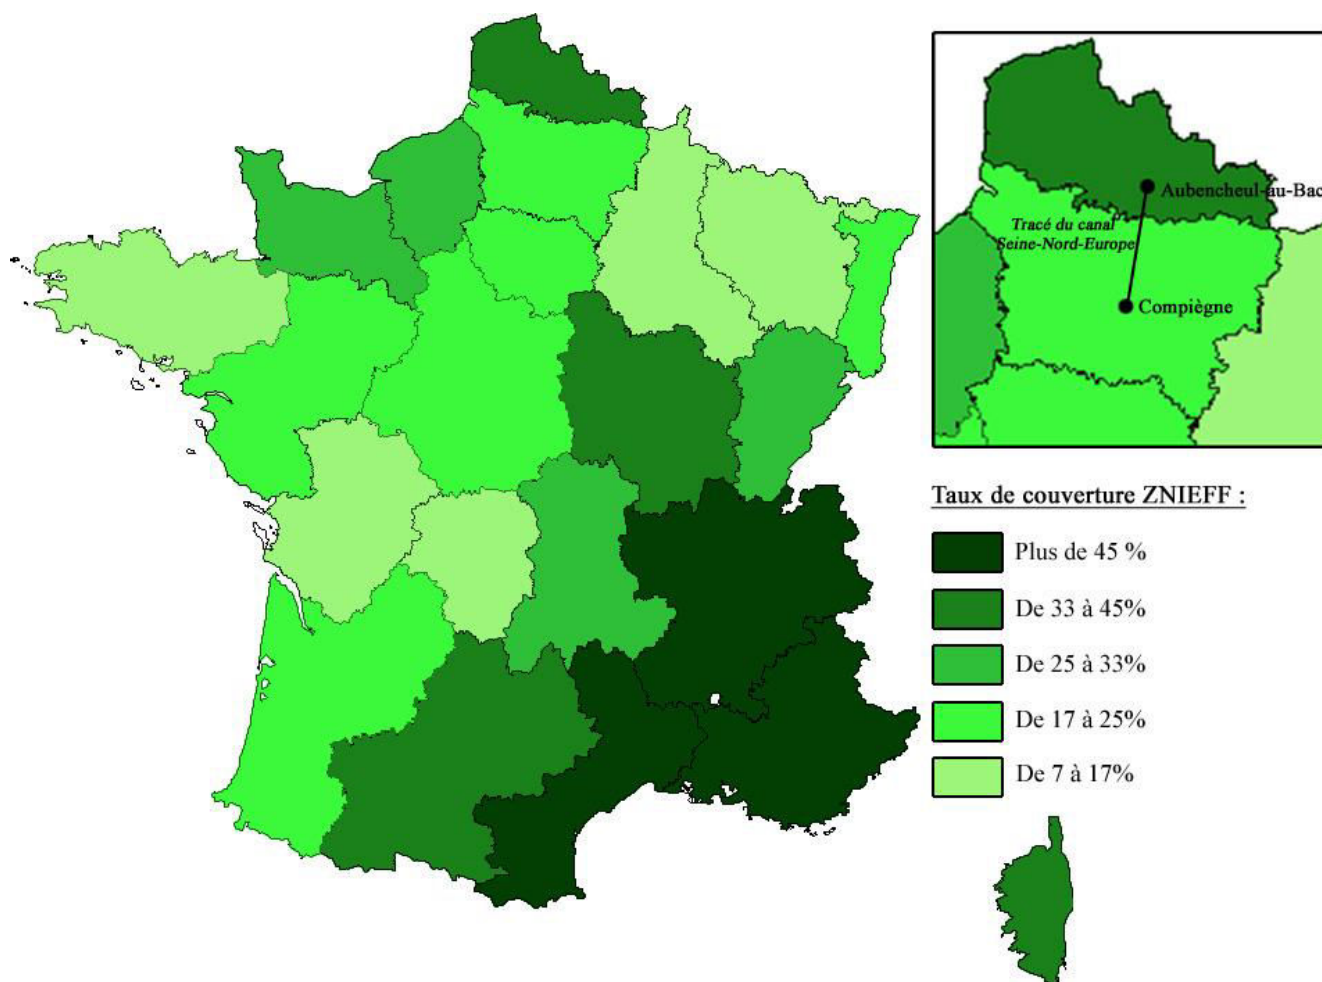 Aubencheul-au-Bac
Tracé du canal
Seine-Nord-Europe
Compiègne
Taux de couverture ZNIEFF :
Plus de 45 %
De 33 à 45%
De 25 à 33%
De 17 à 25%
De 7 à 17%